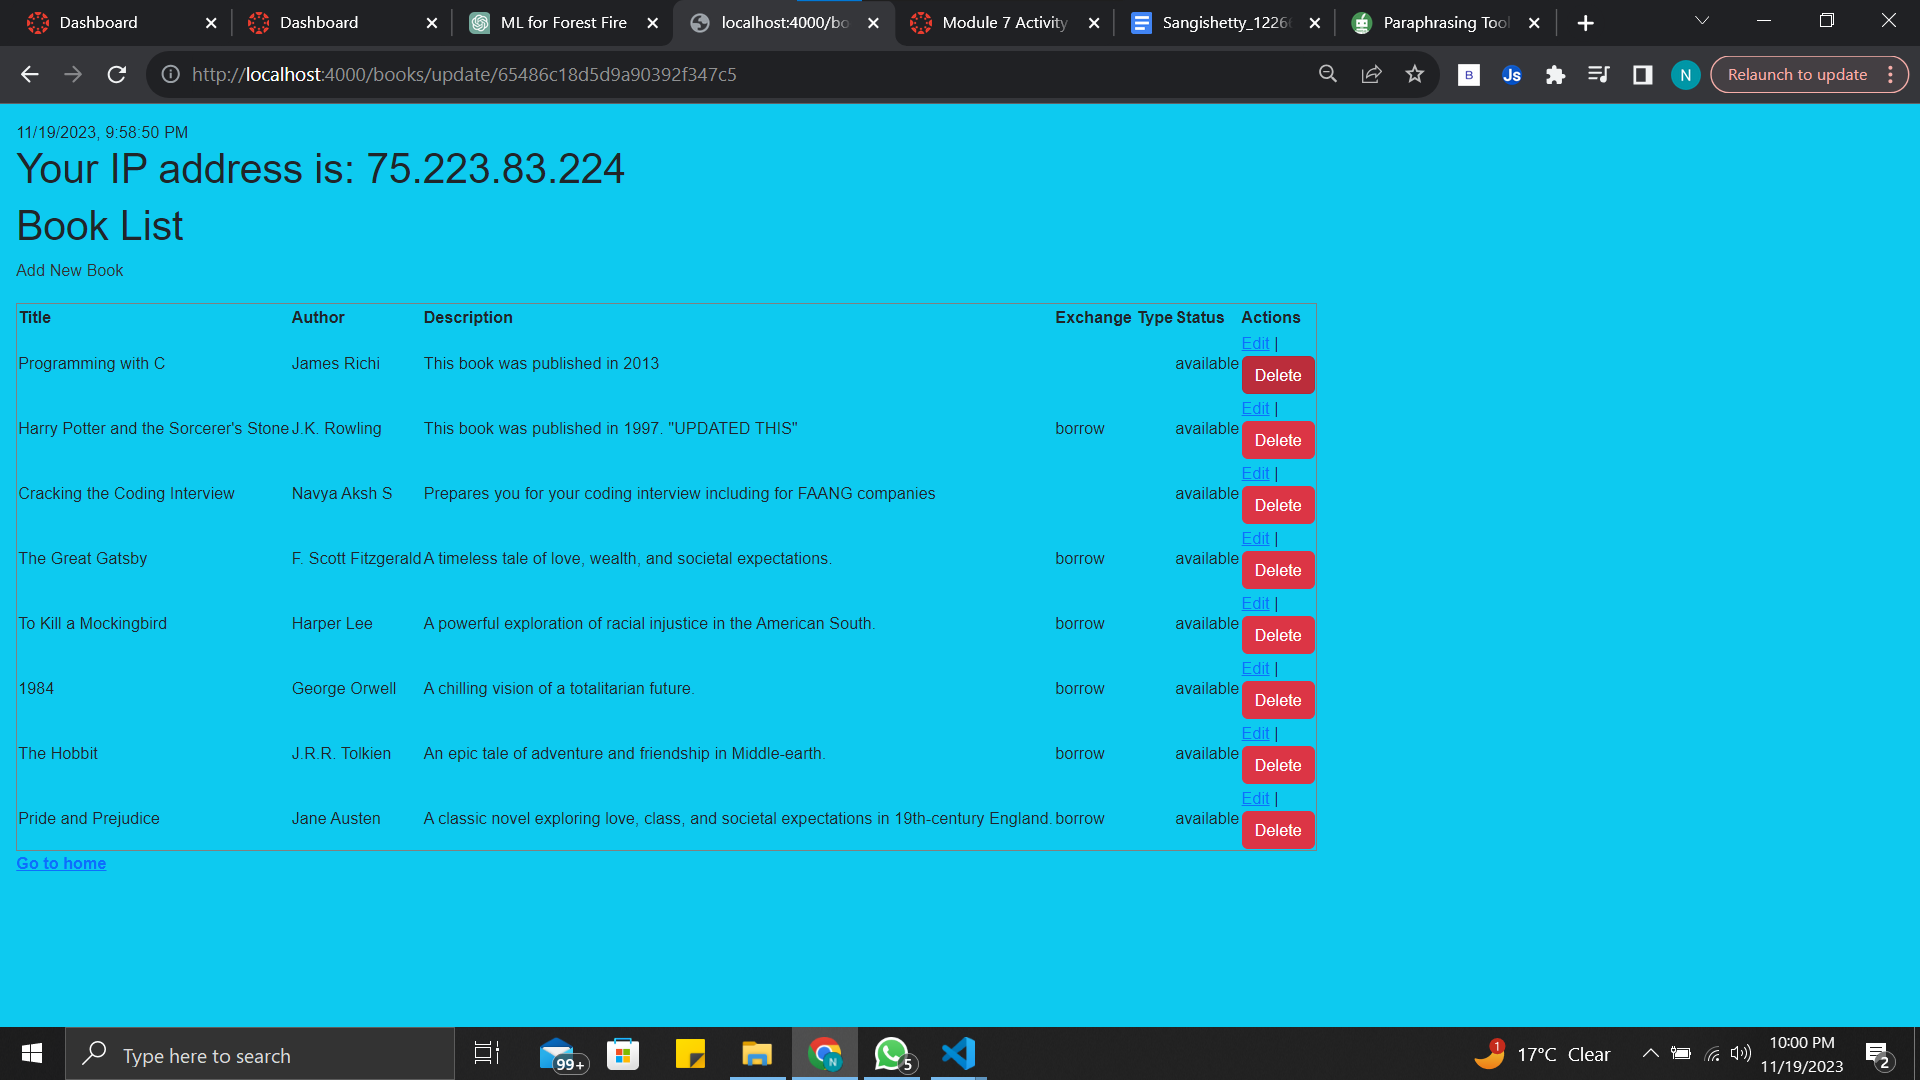 Dashboard
Dashboard
ML for Forest Fire
localhost:4000/bo
Module 7 Activity
Sangishetty_1226
Paraphrasing Tool
http://localhost:4000/books/update/65486c18d5d9a90392f347c5
B
Js
N
Relaunch to update
11/19/2023, 9:58:50 PM
Your IP address is: 75.223.83.224
Book List
Add New Book
Title Author Description Exchange Type Status Actions
Programming with C James Richi This book was published in 2013 available Edit |
Delete
Harry Potter and the Sorcerer's Stone J.K. Rowling This book was published in 1997. "UPDATED THIS" borrow available Edit |
Delete
Cracking the Coding Interview Navya Aksh S Prepares you for your coding interview including for FAANG companies available Edit |
Delete
The Great Gatsby F. Scott Fitzgerald A timeless tale of love, wealth, and societal expectations. borrow available Edit |
Delete
To Kill a Mockingbird Harper Lee A powerful exploration of racial injustice in the American South. borrow available Edit |
Delete
1984 George Orwell A chilling vision of a totalitarian future. borrow available Edit |
Delete
The Hobbit J.R.R. Tolkien An epic tale of adventure and friendship in Middle-earth. borrow available Edit |
Delete
Pride and Prejudice Jane Austen A classic novel exploring love, class, and societal expectations in 19th-century England. borrow available Edit |
Delete
Go to home
Type here to search
99+
N
5
1
17°C Clear
10:00 PM
11/19/2023
2